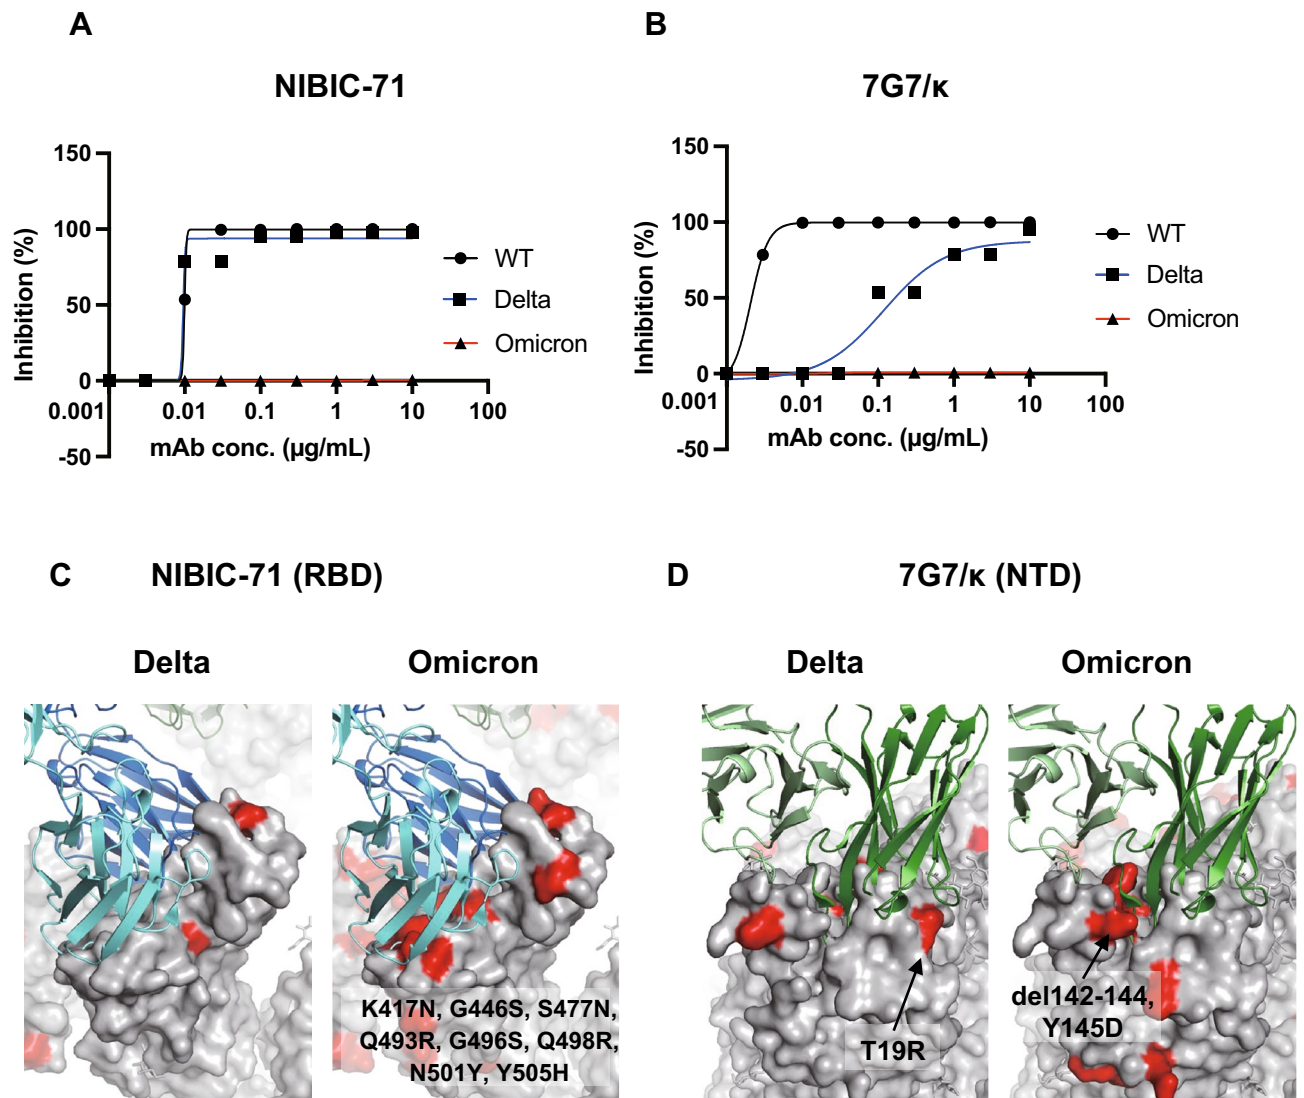 A
B
NIBIC-71
7G7/κ
150
100
50
0
-50
Inhibition (%)
0.001
0.01
0.1
1
10
100
mAb conc. (µg/mL)
WT
Delta
Omicron
150
100
50
0
-50
Inhibition (%)
0.001
0.01
0.1
1
10
100
mAb conc. (µg/mL)
WT
Delta
Omicron
C
NIBIC-71 (RBD)
D
7G7/κ (NTD)
Delta
Omicron
Delta
Omicron
K417N, G446S, S477N,
Q493R, G496S, Q498R,
N501Y, Y505H
T19R
del142-144,
Y145D